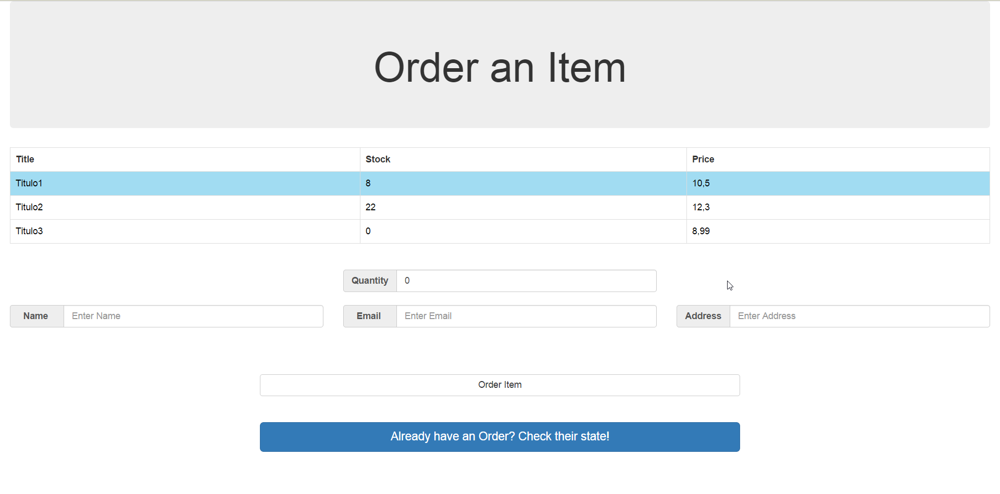 Order an Item
Title Stock Price
Titulo1 8 10,5
Titulo2 22 12,3
Titulo3 0 8,99
Quantity 0
Name Enter Name Email Enter Email Address Enter Address
Order Item
Already have an Order? Check their state!